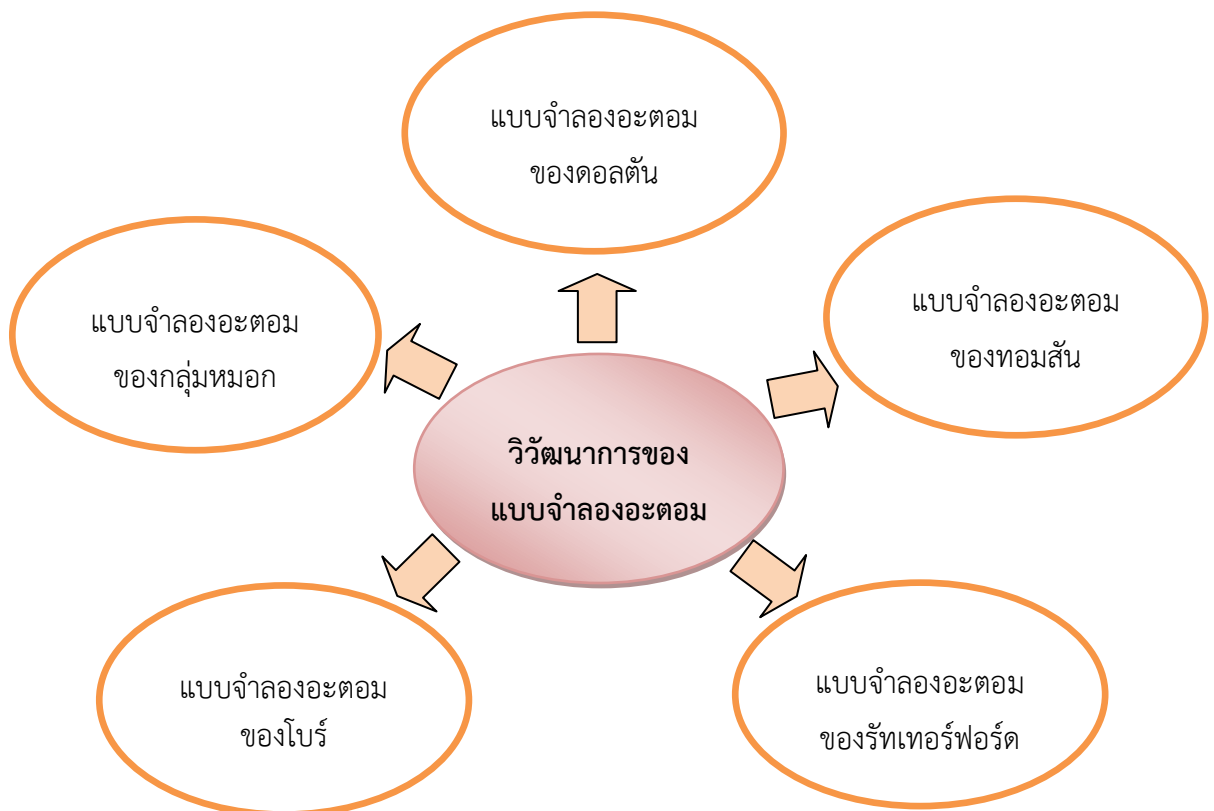 แบบจำลองอะตอม
ของดอลตัน
แบบจำลองอะตอม
ของทอมสัน
แบบจำลองอะตอม
ของกลุ่มหมอก
วิวัฒนาการของ
แบบจำลองอะตอม
แบบจำลองอะตอม
ของรัทเทอร์ฟอร์ด
แบบจำลองอะตอม
ของโบร์